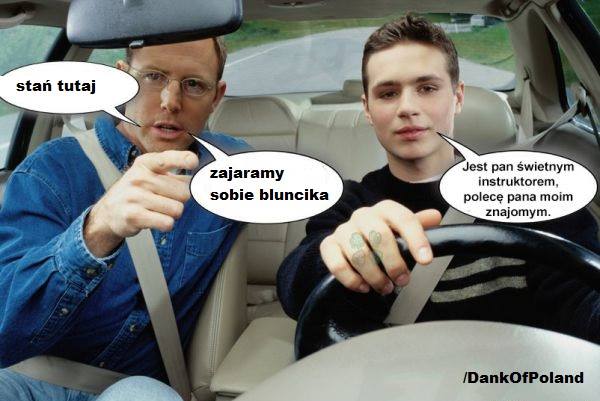 stań tutaj
zajaramy
sobie bluncika
Jest pan świetnym
instruktorem,
polecę pana moim
znajomym.
/DankOfPoland